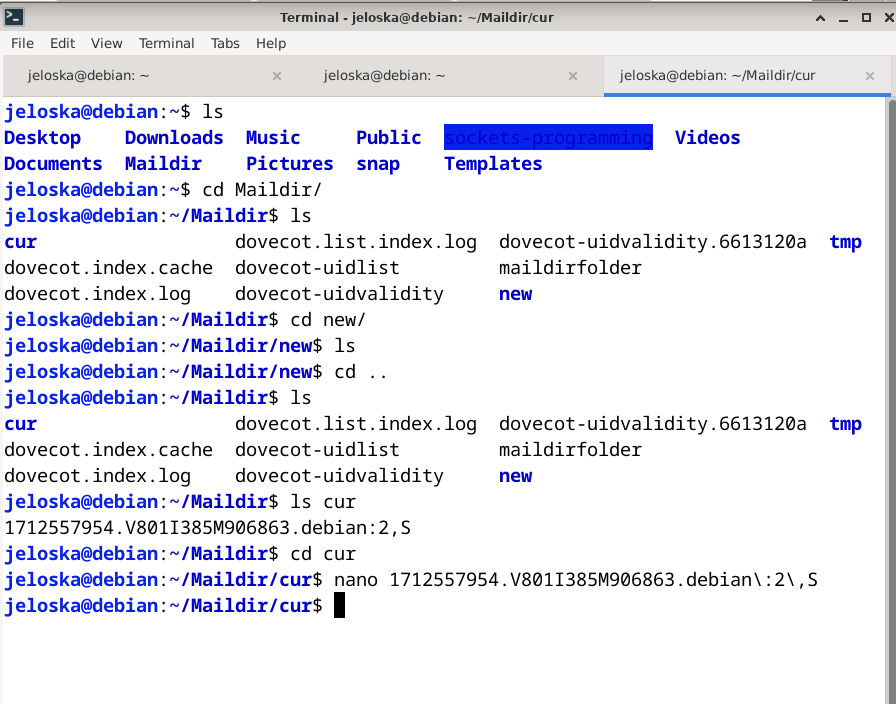 Terminal - jeloska@debian: ~/Maildir/cur
File Edit View Terminal Tabs Help
jeloska@debian: ~ jeloska@debian: ~ jeloska@debian: ~/Maildir/cur
jeloska@debian:~$ ls
Desktop Downloads Music Public sockets-programming Videos
Documents Maildir Pictures snap Templates
jeloska@debian:~$ cd Maildir/
jeloska@debian:~/Maildir$ ls
cur dovecot.list.index.log dovecot-uidvalidity.6613120a tmp
dovecot.index.cache dovecot-uidlist maildirfolder
dovecot.index.log dovecot-uidvalidity new
jeloska@debian:~/Maildir$ cd new/
jeloska@debian:~/Maildir/new$ ls
jeloska@debian:~/Maildir/new$ cd ..
jeloska@debian:~/Maildir$ ls
cur dovecot.list.index.log dovecot-uidvalidity.6613120a tmp
dovecot.index.cache dovecot-uidlist maildirfolder
dovecot.index.log dovecot-uidvalidity new
jeloska@debian:~/Maildir$ ls cur
1712557954.V801I385M906863.debian:2,S
jeloska@debian:~/Maildir$ cd cur
jeloska@debian:~/Maildir/cur$ nano 1712557954.V801I385M906863.debian\:2\,S
jeloska@debian:~/Maildir/cur$